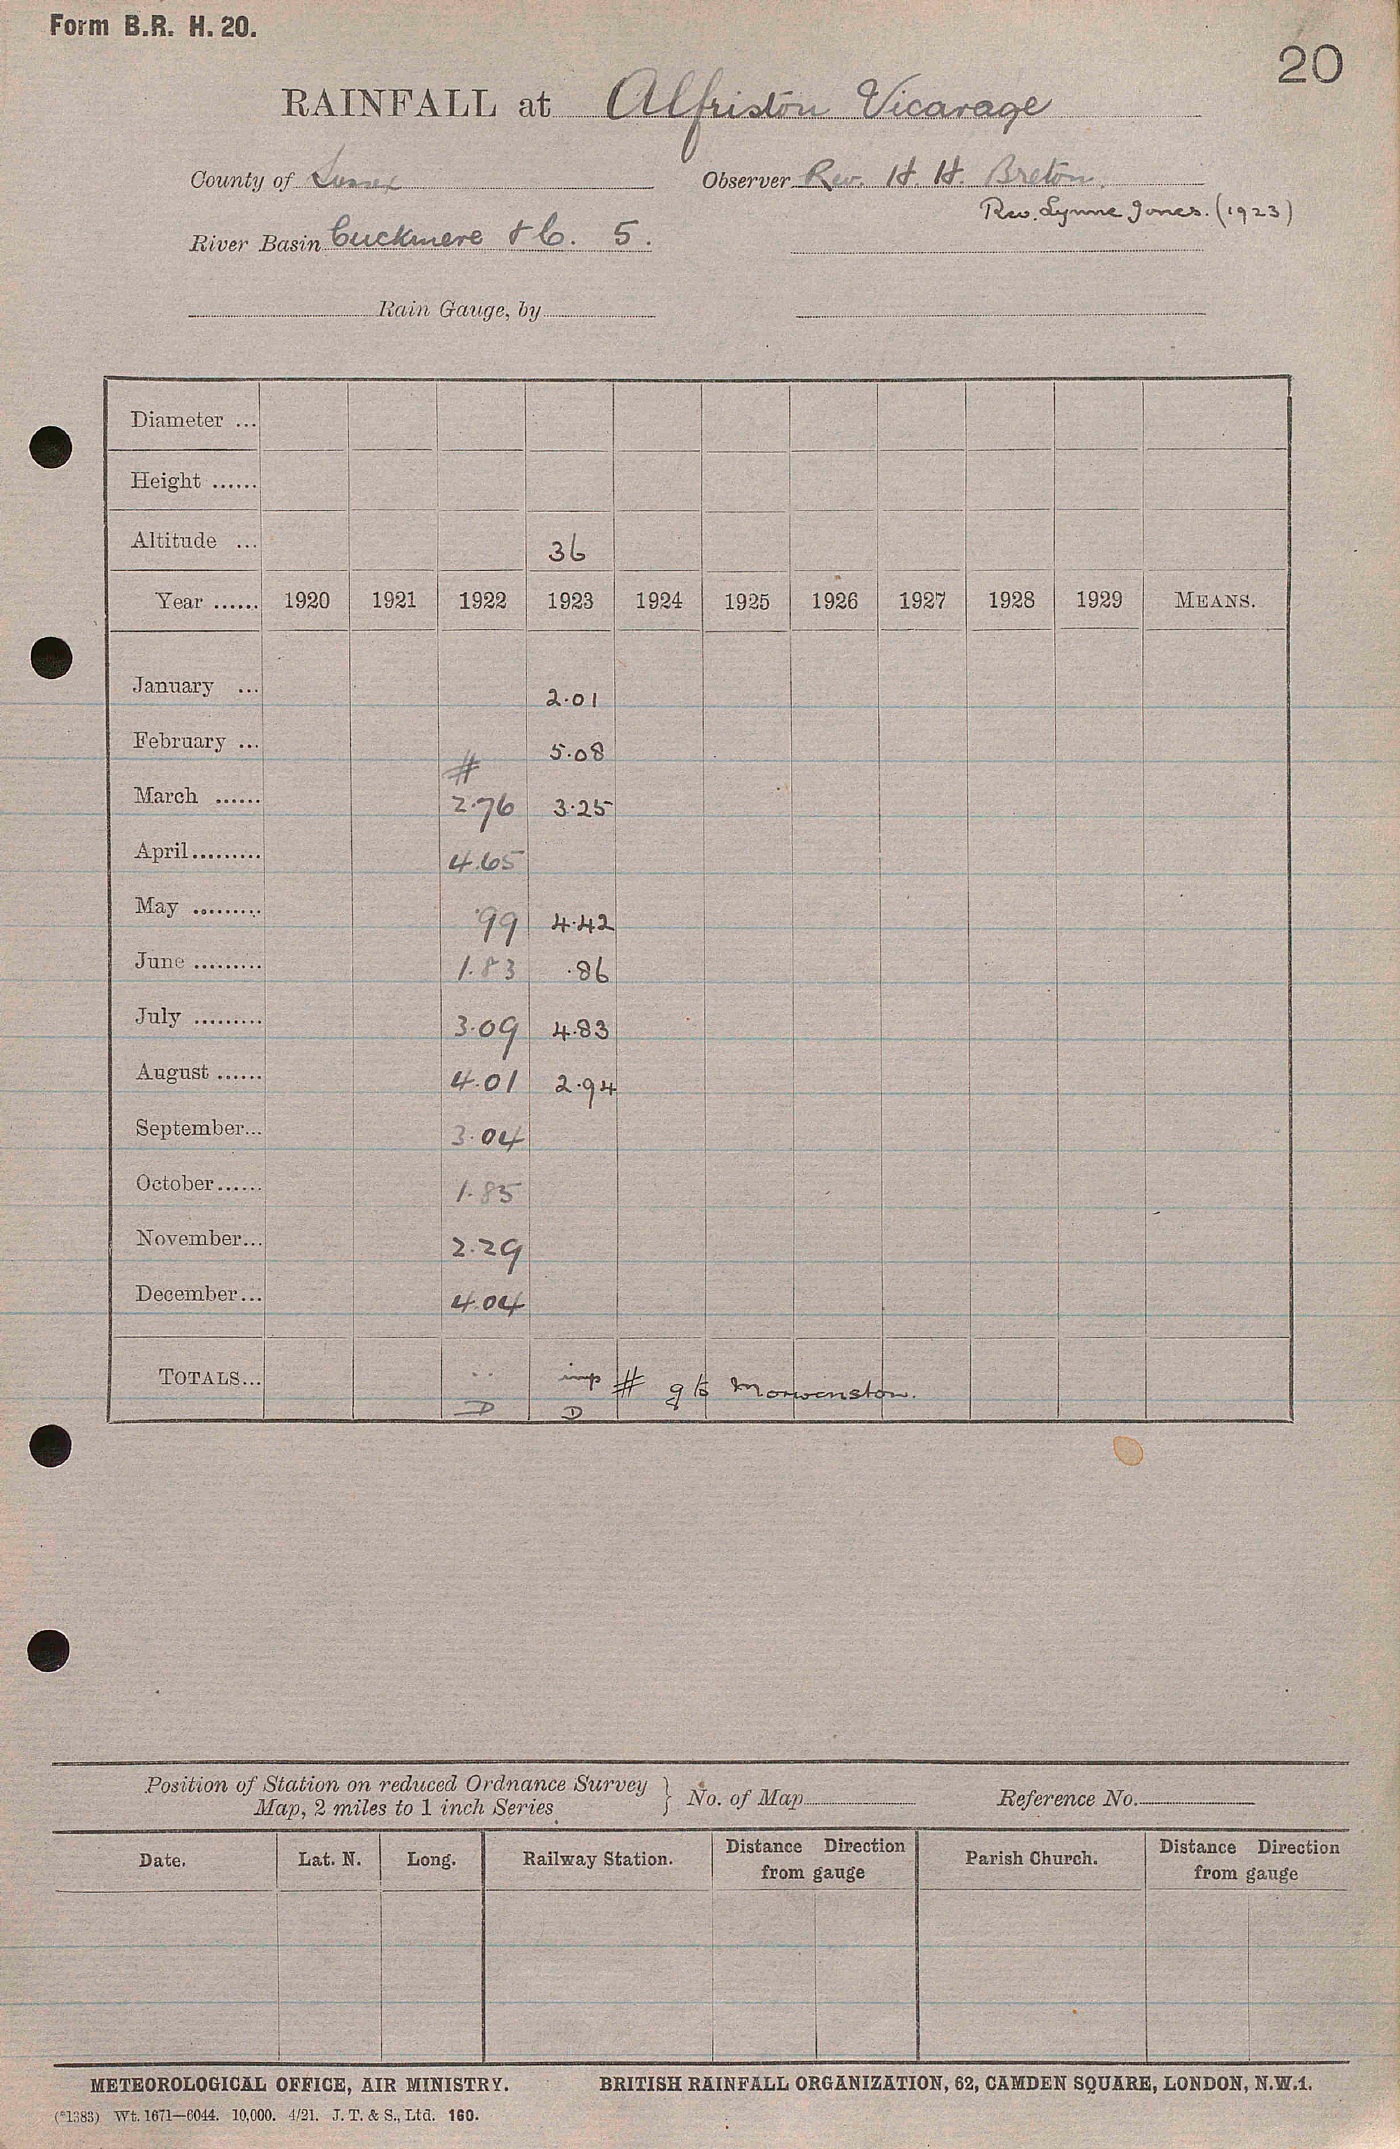 Form B.R. H. 20.
20
RAINFALL at Alfriston Vicarage
County of Sussex Observer Rev. H. H. Breton.
Rev. Lynne Jones. (1923)
River Basin Cuckmere & C. 5.
Rain Gauge, by
Diameter ...
Height ......
Altitude ... 36
Year ...... 1920 1921 1922 1923 1924 1925 1926 1927 1928 1929 MEANS.
January ... 2.01
February ... 5.08
#
March ...... 2.76 3.25
April ......... 4.65
May ......... .99 4.42
June ......... 1.83 .86
July ......... 3.09 4.83
August ...... 4.01 2.94
September... 3.04
October...... 1.85
November... 2.29
December... 4.04
TOTALS... .. imp # g to Morwenston.
D D
Position of Station on reduced Ordnance Survey
Map, 2 miles to 1 inch Series } No. of Map Reference No.
Date. Lat. N. Long. Railway Station. Distance Direction from gauge Parish Church. Distance Direction from gauge
METEOROLOGICAL OFFICE, AIR MINISTRY. BRITISH RAINFALL ORGANIZATION, 62, CAMDEN SQUARE, LONDON, N.W.1.
(*1383) Wt. 1671—6044. 10,000. 4/21. J. T. & S., Ltd. 160.